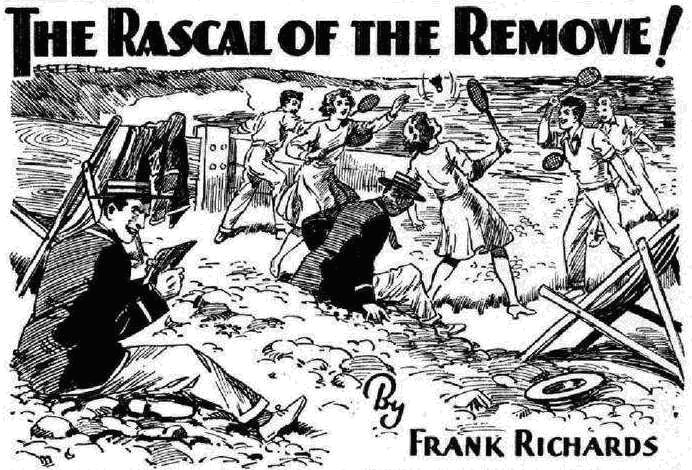 THE RASCAL OF THE REMOVE!
By
FRANK RICHARDS